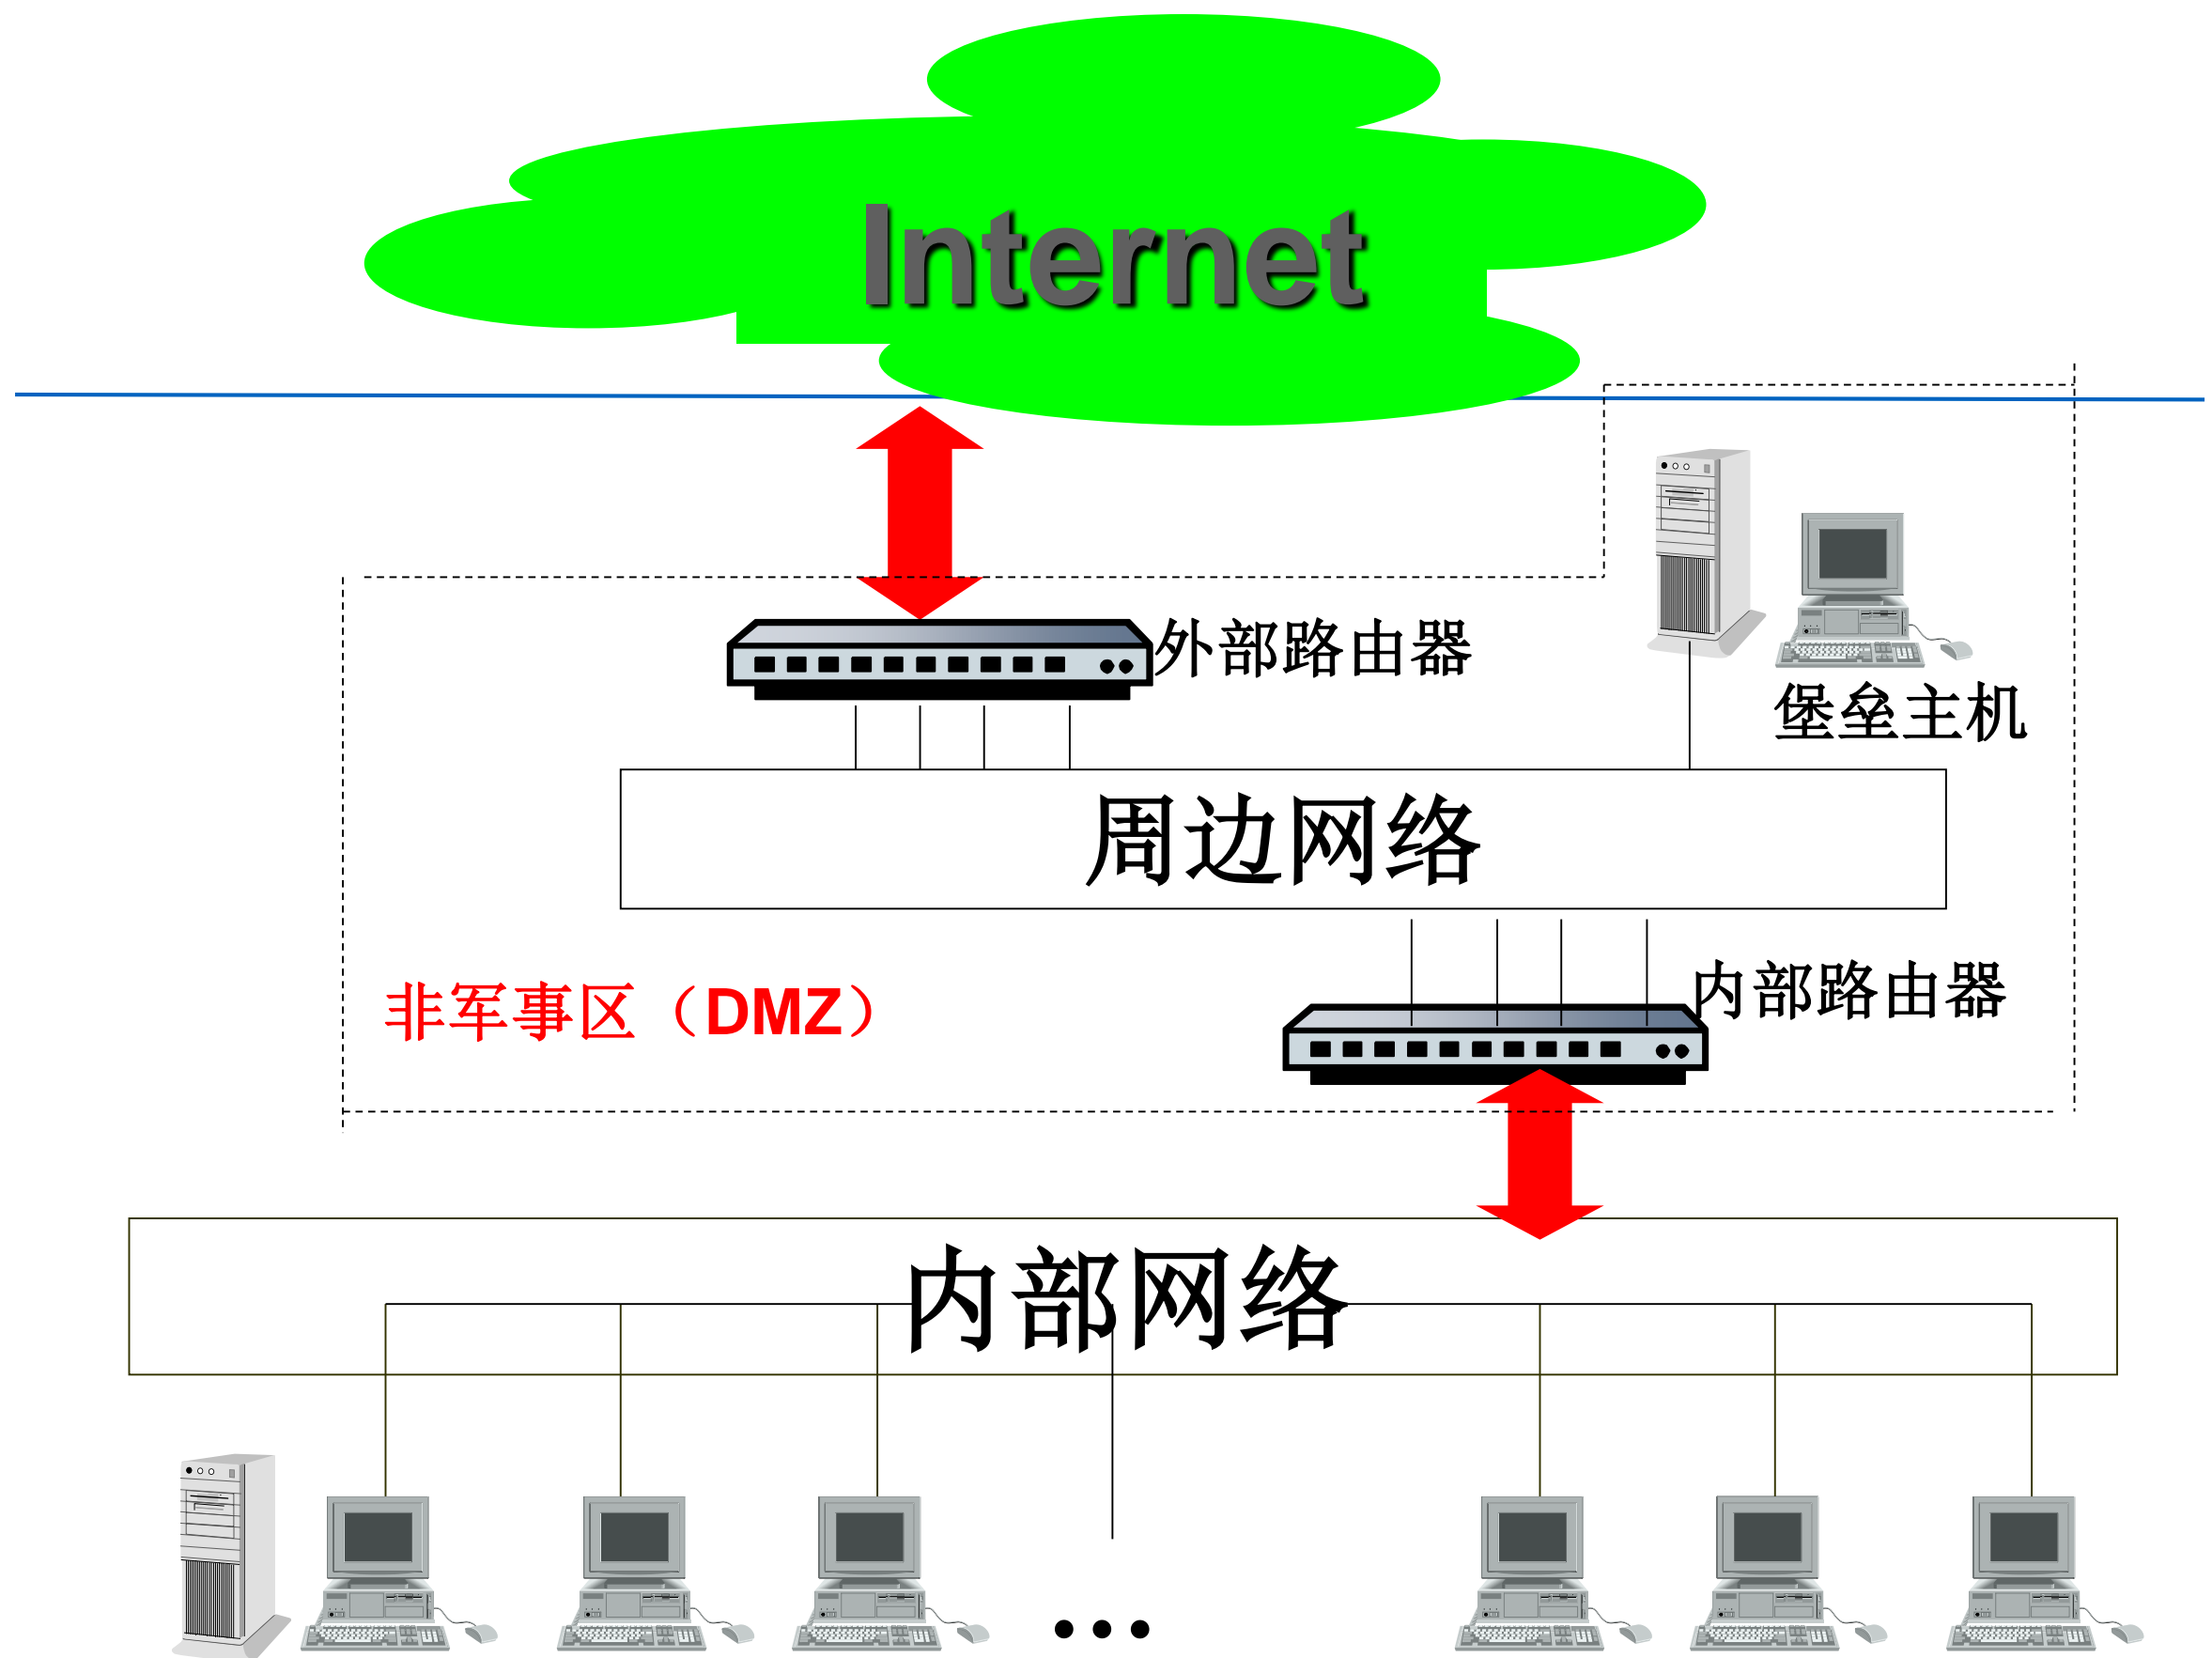 Internet
外部路由器
堡垒主机
周边网络
内部路由器
非军事区（DMZ）
内部网络
...